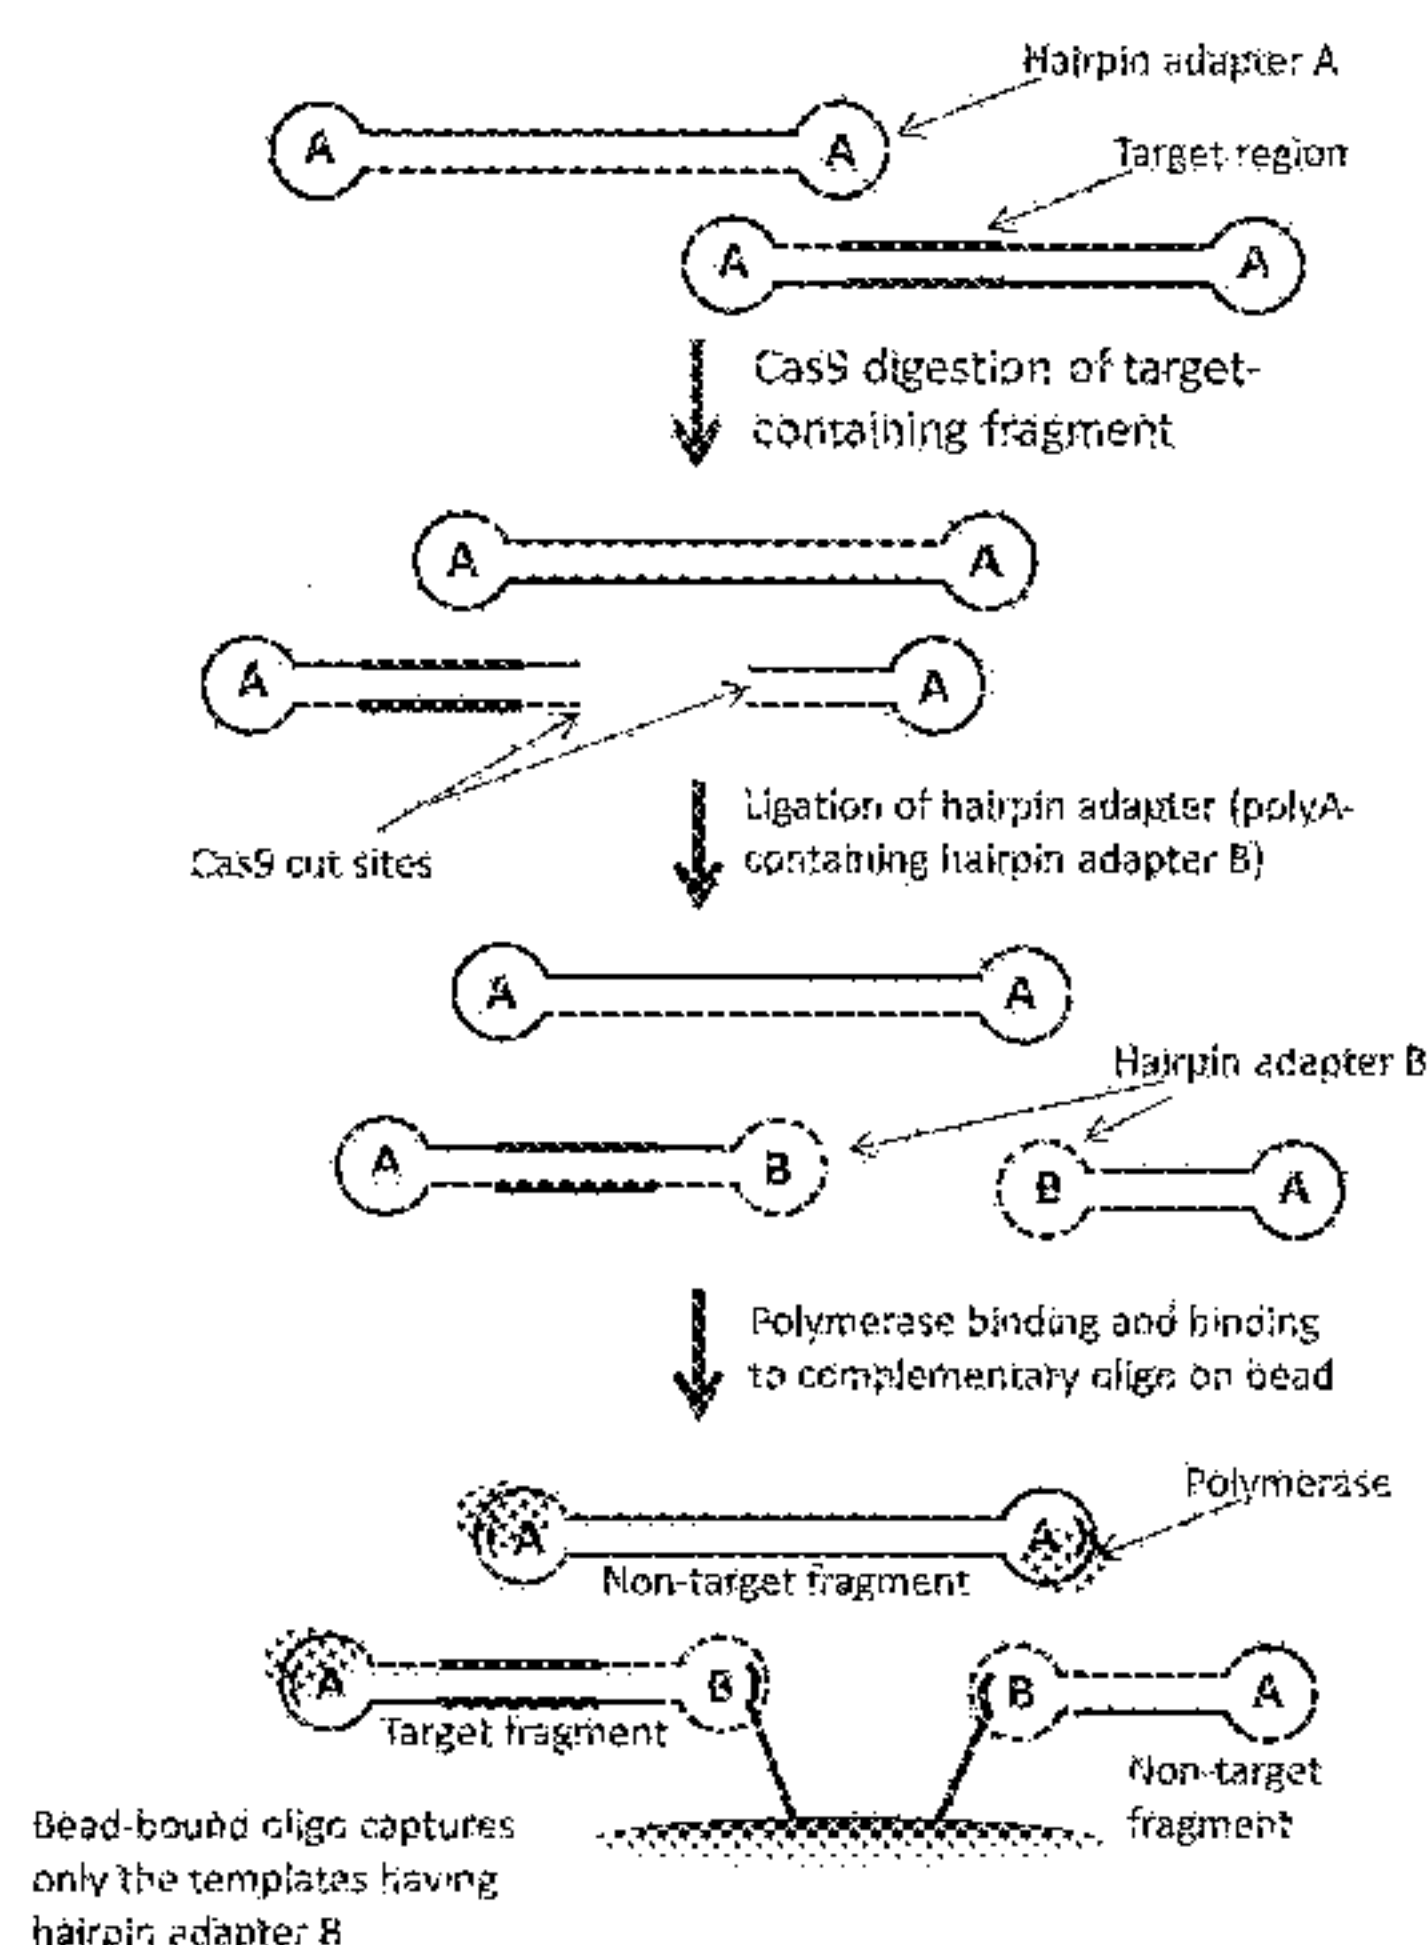 Hairpin adapter A
A A
Target region
A A
Cas9 digestion of target-
containing fragment
A A
A A
Cas9 cut sites
Ligation of hairpin adapter (polyA-
containing hairpin adapter B)
A A
Hairpin adapter B
A B B A
Polymerase binding and binding
to complementary oligo on bead
Polymerase
A A
Non-target fragment
A B B A
Target fragment
Non-target
fragment
Bead-bound oligo captures
only the templates having
hairpin adapter B